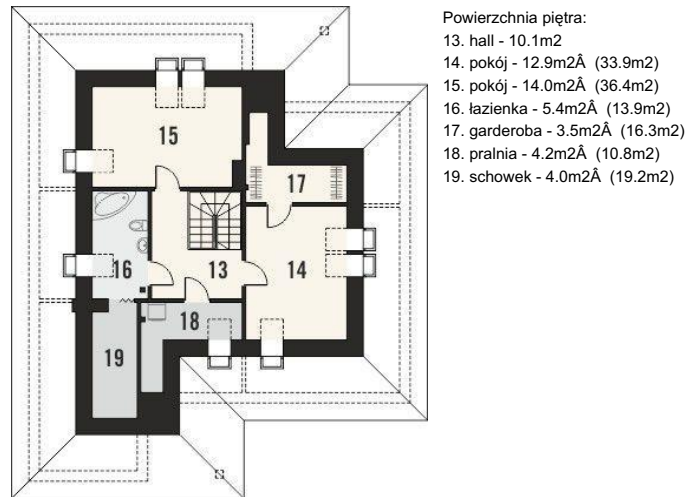 Powierzchnia piętra:
13. hall - 10.1m2
14. pokój - 12.9m2Â (33.9m2)
15. pokój - 14.0m2Â (36.4m2)
16. łazienka - 5.4m2Â (13.9m2)
17. garderoba - 3.5m2Â (16.3m2)
18. pralnia - 4.2m2Â (10.8m2)
19. schowek - 4.0m2Â (19.2m2)
15
17
16
13
14
18
19